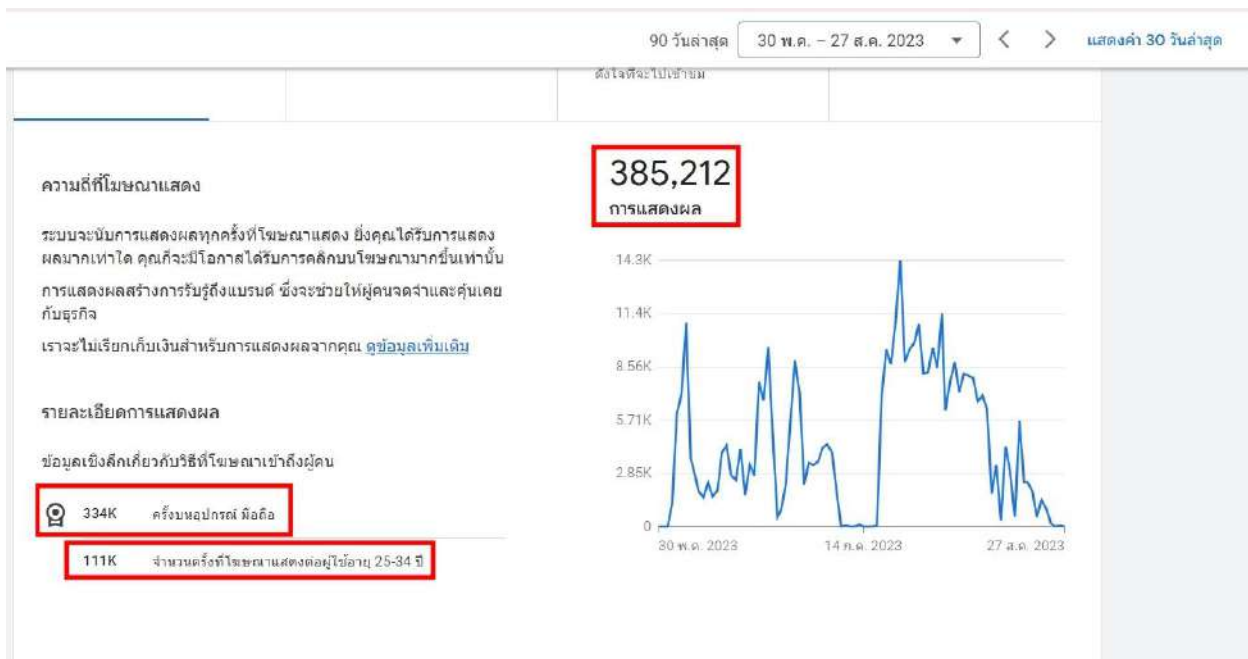 90 วันล่าสุด 30 พ.ค. – 27 ส.ค. 2023 แสดงค่า 30 วันล่าสุด
ตั้งใจที่จะไปเข้าชม
ความถี่ที่โฆษณาแสดง
ระบบจะนับการแสดงผลทุกครั้งที่โฆษณาแสดง ยิ่งคุณได้รับการแสดง
ผลมากเท่าใด คุณก็จะมีโอกาสได้รับการคลิกบนโฆษณามากขึ้นเท่านั้น
การแสดงผลสร้างการรับรู้ถึงแบรนด์ ซึ่งจะช่วยให้ผู้คนจดจำและคุ้นเคย
กับธุรกิจ
เราจะไม่เรียกเก็บเงินสำหรับการแสดงผลจากคุณ ดูข้อมูลเพิ่มเติม
รายละเอียดการแสดงผล
ข้อมูลเชิงลึกเกี่ยวกับวิธีที่โฆษณาเข้าถึงผู้คน
334K ครั้งบนอุปกรณ์ มือถือ
111K จำนวนครั้งที่โฆษณาแสดงต่อผู้ใช้อายุ 25-34 ปี
385,212
การแสดงผล
14.3K
11.4K
8.56K
5.71K
2.85K
0
30 พ.ค. 2023 14 ก.ค. 2023 27 ส.ค. 2023